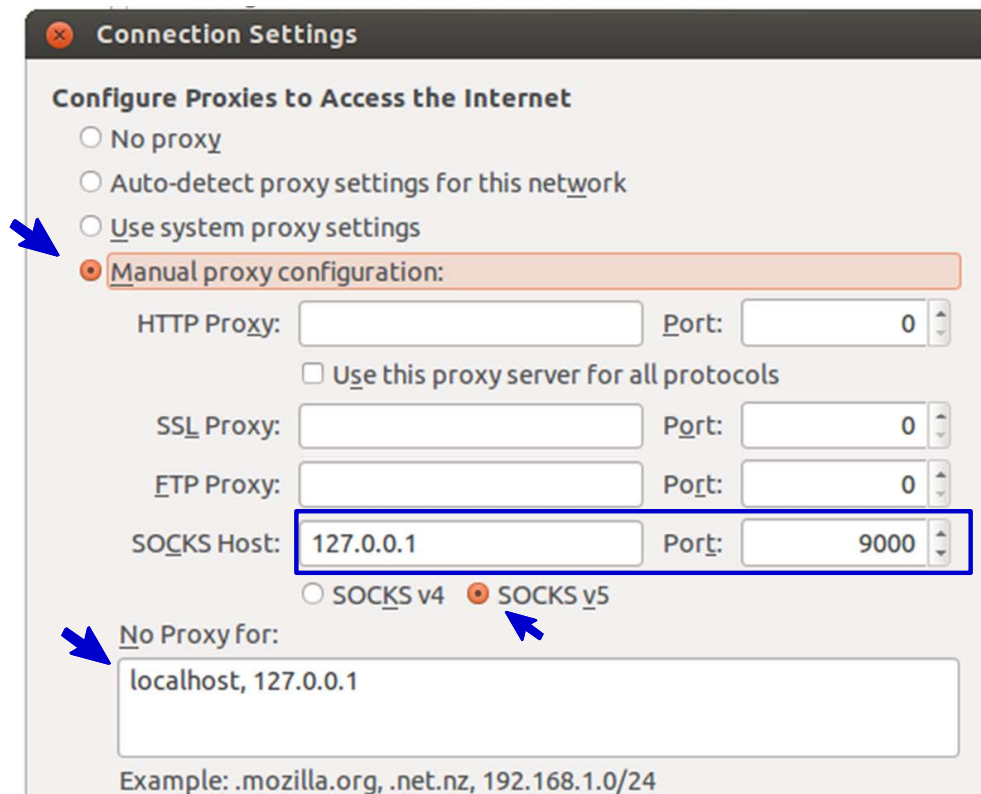 Connection Settings
Configure Proxies to Access the Internet
No proxy
Auto-detect proxy settings for this network
Use system proxy settings
Manual proxy configuration:
HTTP Proxy: Port: 0
Use this proxy server for all protocols
SSL Proxy: Port: 0
FTP Proxy: Port: 0
SOCKS Host: 127.0.0.1 Port: 9000
SOCKS v4 SOCKS v5
No Proxy for:
localhost, 127.0.0.1
Example: .mozilla.org, .net.nz, 192.168.1.0/24